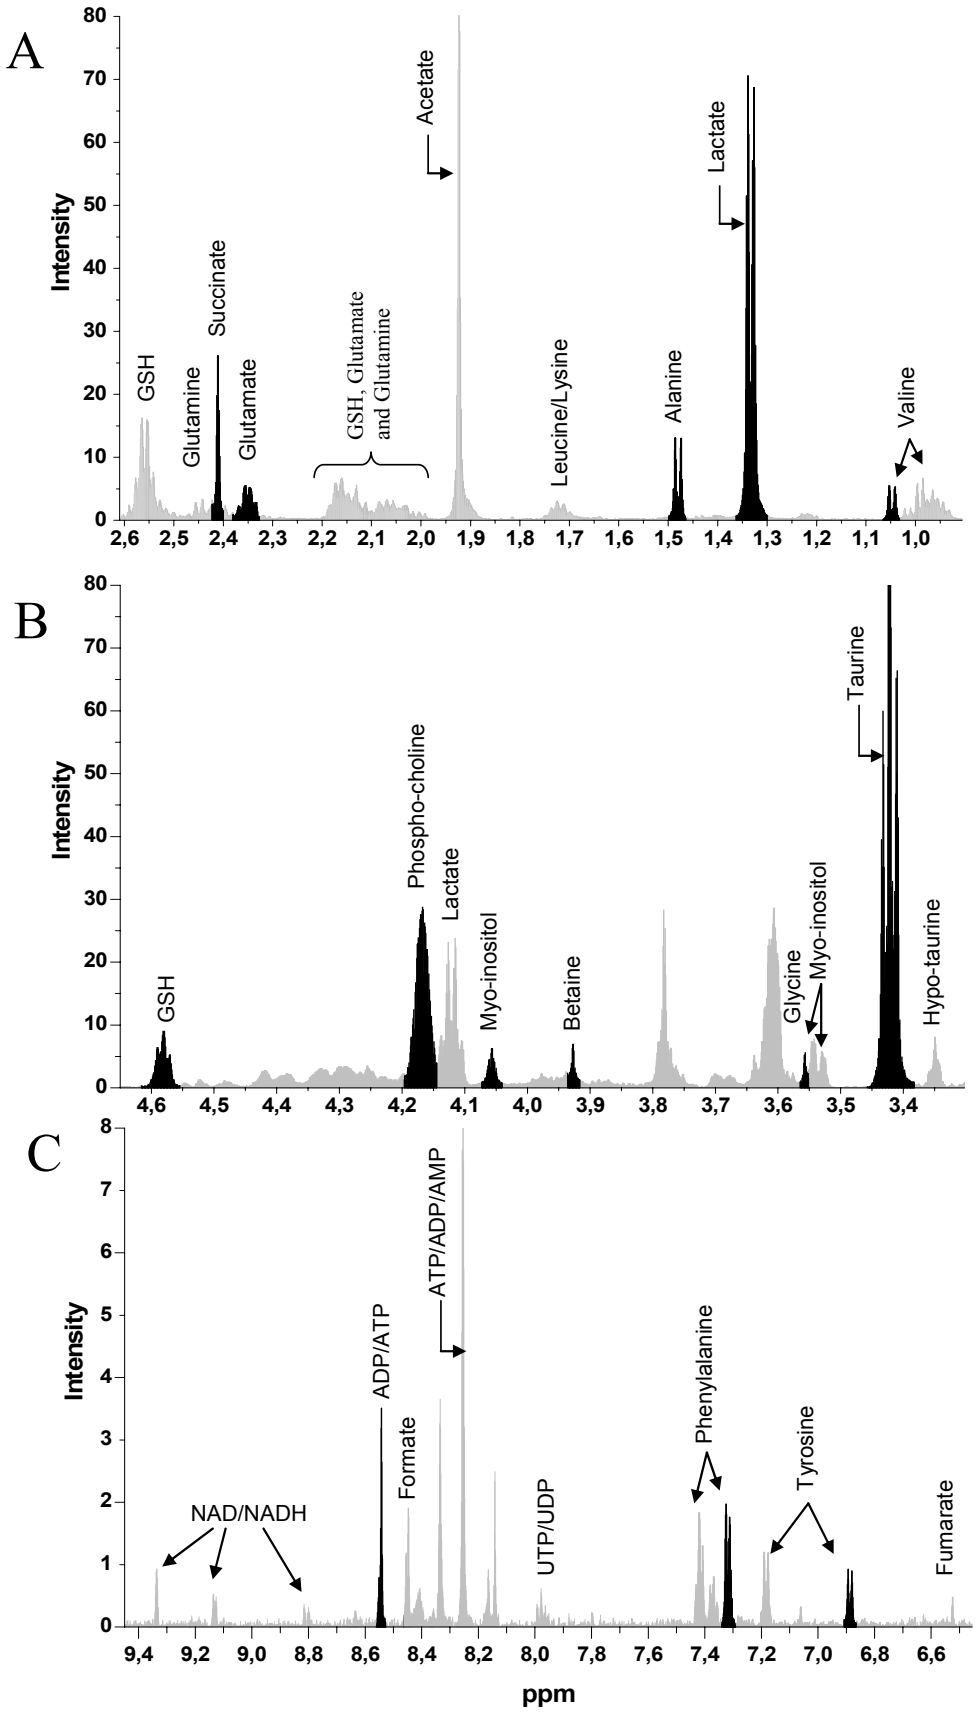 A
Intensity
80
70
60
50
40
30
20
10
0
GSH
Glutamine
Succinate
Glutamate
GSH, Glutamate
and Glutamine
Acetate
Leucine/Lysine
Alanine
Lactate
Valine
2,6 2,5 2,4 2,3 2,2 2,1 2,0 1,9 1,8 1,7 1,6 1,5 1,4 1,3 1,2 1,1 1,0
B
Intensity
80
70
60
50
40
30
20
10
0
GSH
Phospho-choline
Lactate
Myo-inositol
Betaine
Glycine
Myo-inositol
Taurine
Hypo-taurine
4,6 4,5 4,4 4,3 4,2 4,1 4,0 3,9 3,8 3,7 3,6 3,5 3,4
C
Intensity
8
7
6
5
4
3
2
1
0
NAD/NADH
ADP/ATP
Formate
ATP/ADP/AMP
UTP/UDP
Phenylalanine
Tyrosine
Fumarate
9,4 9,2 9,0 8,8 8,6 8,4 8,2 8,0 7,8 7,6 7,4 7,2 7,0 6,8 6,6
ppm